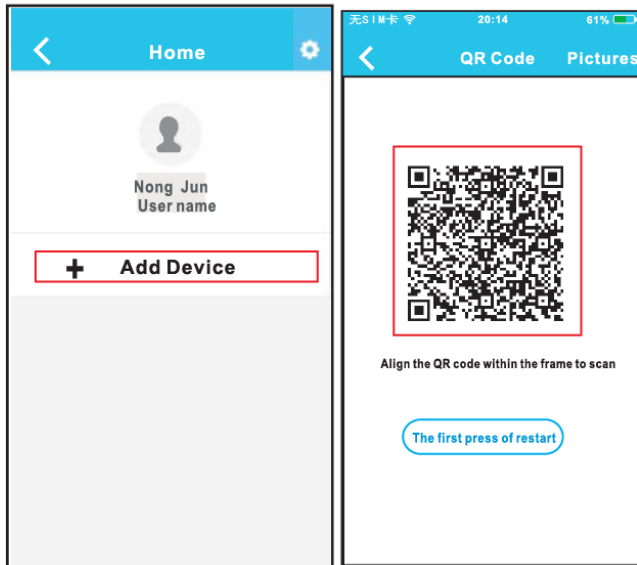 Home
Nong Jun
User name
+ Add Device
无SIM卡 20:14 61%
QR Code Pictures
Align the QR code within the frame to scan
The first press of restart